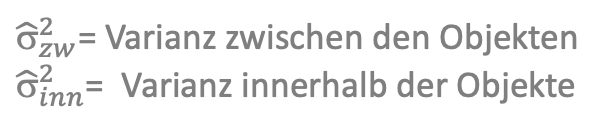 σ̂²zw = Varianz zwischen den Objekten
σ̂²inn = Varianz innerhalb der Objekte